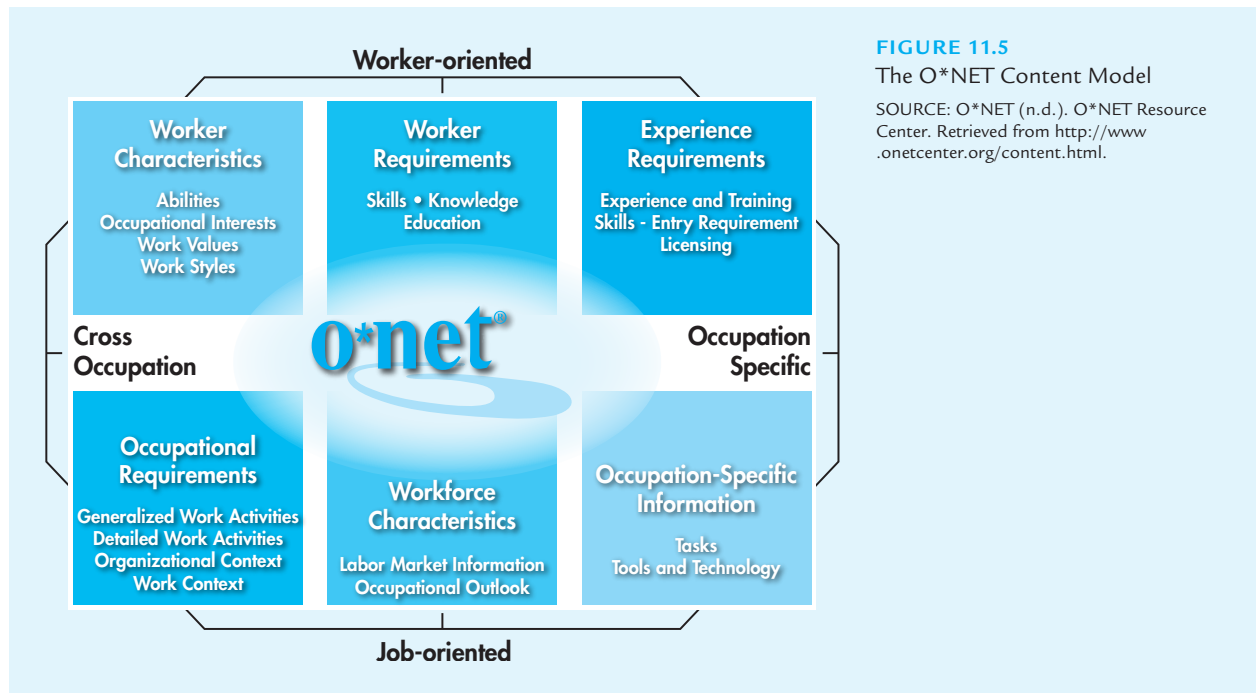 Worker-oriented
Worker
Characteristics
Abilities
Occupational Interests
Work Values
Work Styles
Worker
Requirements
Skills • Knowledge
Education
Experience
Requirements
Experience and Training
Skills - Entry Requirement
Licensing
Cross
Occupation
o*net®
Occupation
Specific
Occupational
Requirements
Generalized Work Activities
Detailed Work Activities
Organizational Context
Work Context
Workforce
Characteristics
Labor Market Information
Occupational Outlook
Occupation-Specific
Information
Tasks
Tools and Technology
Job-oriented
FIGURE 11.5
The O*NET Content Model
SOURCE: O*NET (n.d.). O*NET Resource
Center. Retrieved from http://www
.onetcenter.org/content.html.